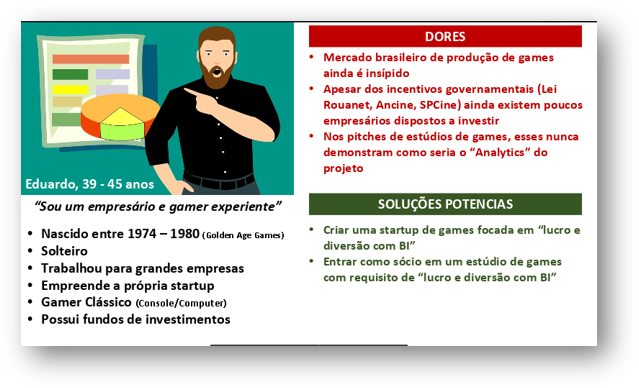 Eduardo, 39 - 45 anos
“Sou um empresário e gamer experiente”
• Nascido entre 1974 – 1980 (Golden Age Games)
• Solteiro
• Trabalhou para grandes empresas
• Empreende a própria startup
• Gamer Clássico (Console/Computer)
• Possui fundos de investimentos
DORES
• Mercado brasileiro de produção de games
ainda é insípido
• Apesar dos incentivos governamentais (Lei
Rouanet, Ancine, SPCine) ainda existem poucos
empresários dispostos a investir
• Nos pitches de estúdios de games, esses nunca
demonstram como seria o “Analytics” do
projeto
SOLUÇÕES POTENCIAS
• Criar uma startup de games focada em “lucro e
diversão com BI”
• Entrar como sócio em um estúdio de games
com requisito de “lucro e diversão com BI”